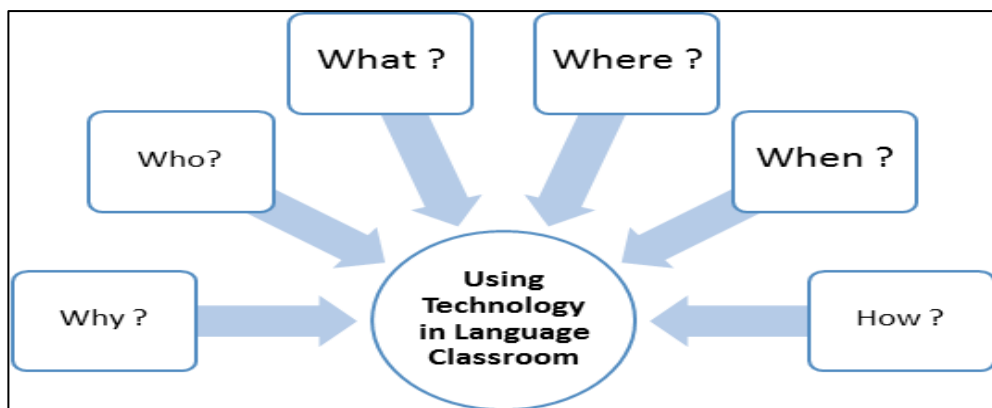 What ?
Where ?
Who?
When ?
Why ?
Using
Technology
in Language
Classroom
How ?